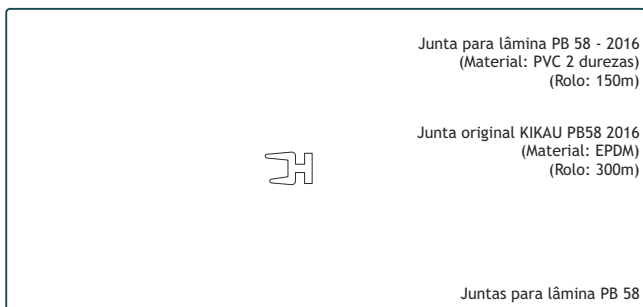 Junta para lâmina PB 58 - 2016
(Material: PVC 2 durezas)
(Rolo: 150m)
Junta original KIKAU PB58 2016
(Material: EPDM)
(Rolo: 300m)
Juntas para lâmina PB 58